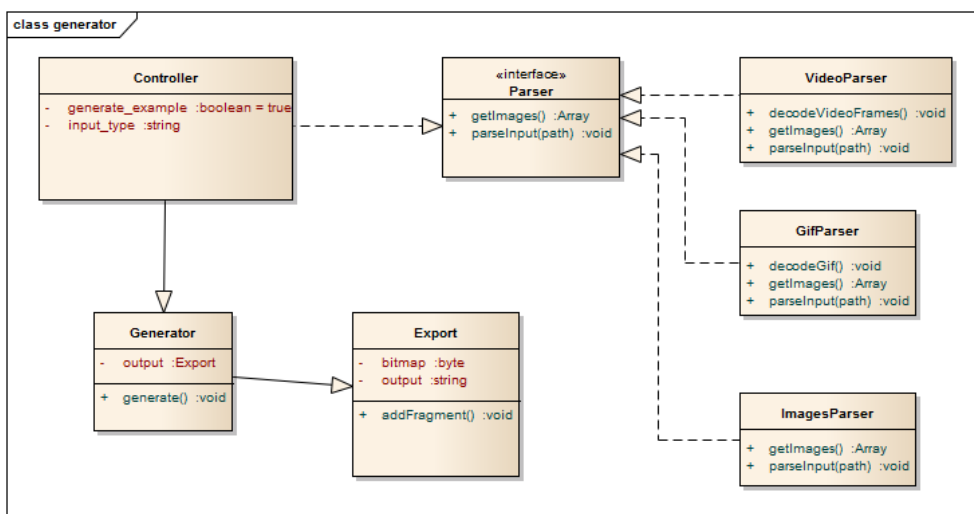 class generator
Controller
- generate_example :boolean = true
- input_type :string
«interface»
Parser
+ getImages() :Array
+ parseInput(path) :void
VideoParser
+ decodeVideoFrames() :void
+ getImages() :Array
+ parseInput(path) :void
GifParser
+ decodeGif() :void
+ getImages() :Array
+ parseInput(path) :void
Generator
- output :Export
+ generate() :void
Export
- bitmap :byte
- output :string
+ addFragment() :void
ImagesParser
+ getImages() :Array
+ parseInput(path) :void